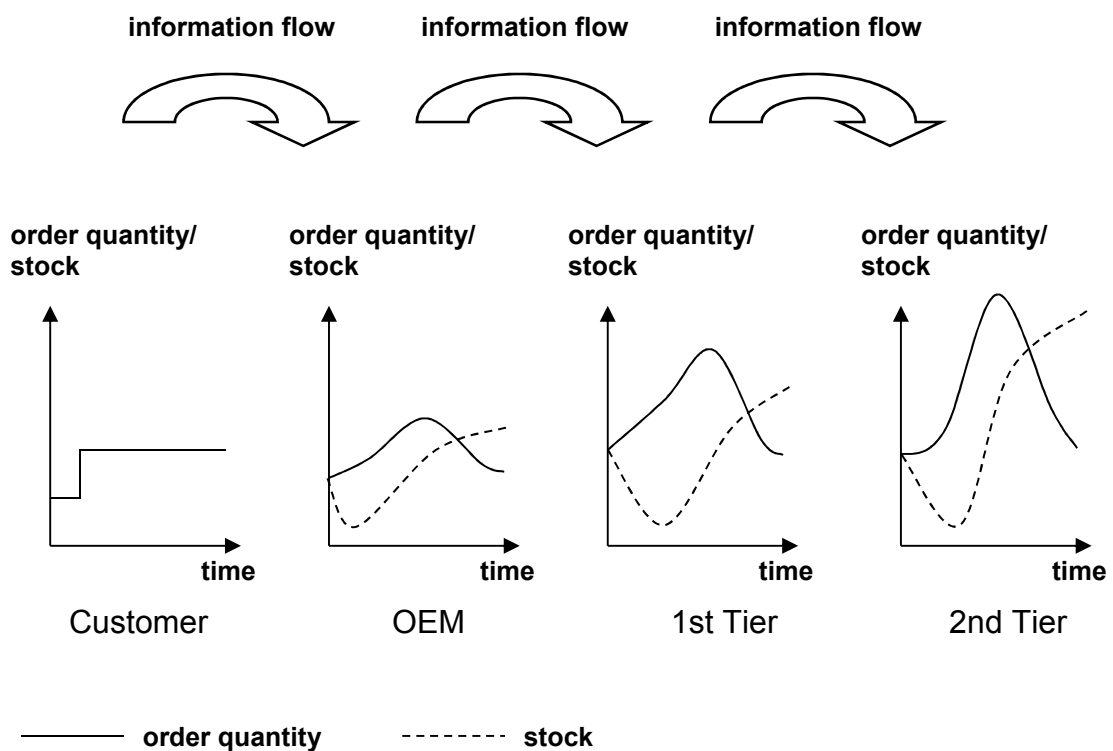 information flow
information flow
information flow
order quantity/
stock
order quantity/
stock
order quantity/
stock
order quantity/
stock
time
time
time
time
Customer
OEM
1st Tier
2nd Tier
order quantity
stock